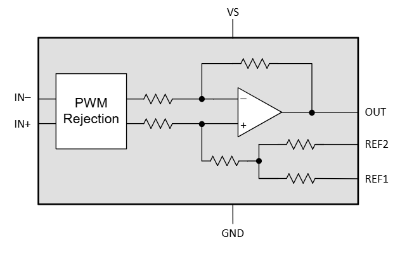 VS
IN−
IN+
PWM
Rejection
−
+
OUT
REF2
REF1
GND